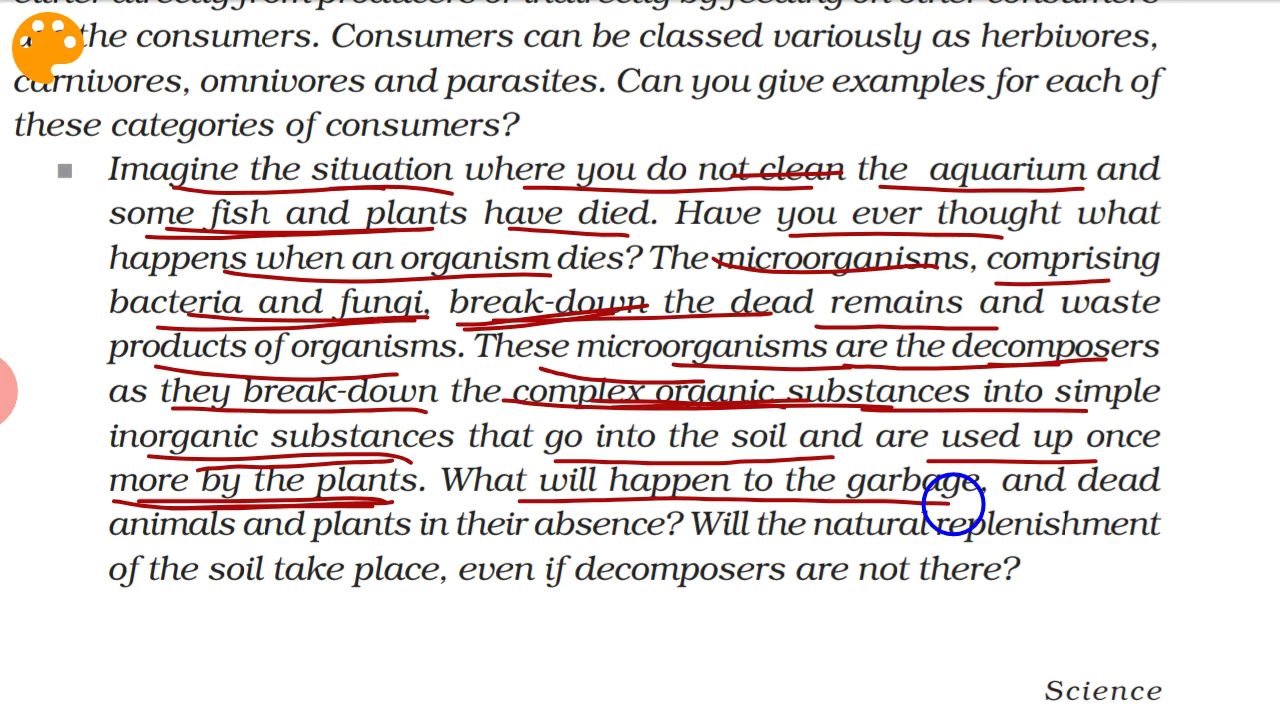 the consumers. Consumers can be classed variously as herbivores,
carnivores, omnivores and parasites. Can you give examples for each of
these categories of consumers?
Imagine the situation where you do not clean the aquarium and
some fish and plants have died. Have you ever thought what
happens when an organism dies? The microorganisms, comprising
bacteria and fungi, break-down the dead remains and waste
products of organisms. These microorganisms are the decomposers
as they break-down the complex organic substances into simple
inorganic substances that go into the soil and are used up once
more by the plants. What will happen to the garbage, and dead
animals and plants in their absence? Will the natural replenishment
of the soil take place, even if decomposers are not there?
Science